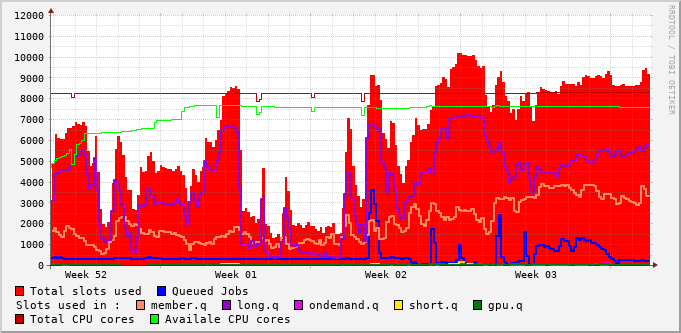 12000
11000
10000
9000
8000
7000
6000
5000
4000
3000
2000
1000
0
Week 52 Week 01 Week 02 Week 03
Total slots used Queued Jobs
Slots used in : member.q long.q ondemand.q short.q gpu.q
Total CPU cores Availale CPU cores
RRDTOOL / TOBI OETIKER